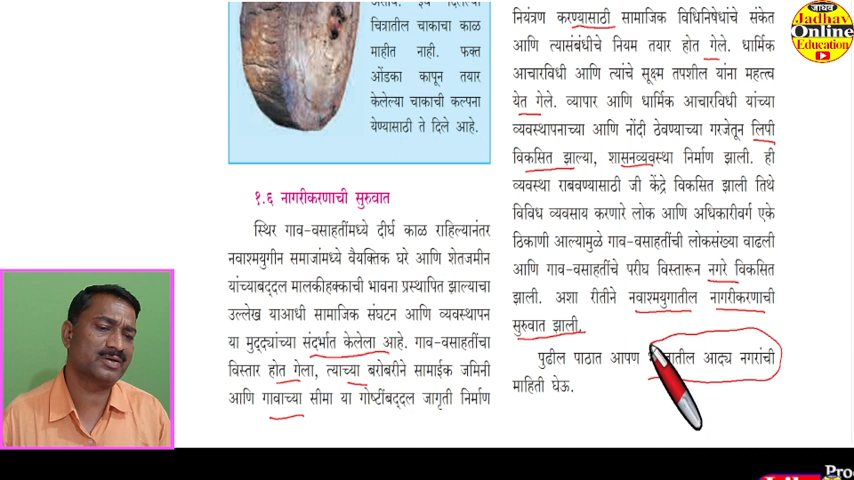 चित्रातील चाकाचा काळ
माहीत नाही. फक्त
ओंडका कापून तयार
केलेल्या चाकाची कल्पना
येण्यासाठी ते दिले आहे.
१.६ नागरीकरणाची सुरुवात
स्थिर गाव-वसाहतींमध्ये दीर्घ काळ राहिल्यानंतर
नवाश्मयुगीन समाजांमध्ये वैयक्तिक घरे आणि शेतजमीन
यांच्याबद्दल मालकीहक्काची भावना प्रस्थापित झाल्याचा
उल्लेख याआधी सामाजिक संघटन आणि व्यवस्थापन
या मुद्द्यांच्या संदर्भात केलेला आहे. गाव-वसाहतींचा
विस्तार होत गेला, त्याच्या बरोबरीने सामाईक जमिनी
आणि गावाच्या सीमा या गोष्टींबद्दल जागृती निर्माण
नियंत्रण करण्यासाठी सामाजिक विधिनिषेधांचे संकेत
आणि त्यासंबंधीचे नियम तयार होत गेले. धार्मिक
आचारविधी आणि त्यांचे सूक्ष्म तपशील यांना महत्त्व
येत गेले. व्यापार आणि धार्मिक आचारविधी यांच्या
व्यवस्थापनाच्या आणि नोंदी ठेवण्याच्या गरजेतून लिपी
विकसित झाल्या, शासनव्यवस्था निर्माण झाली. ही
व्यवस्था राबवण्यासाठी जी केंद्रे विकसित झाली तिथे
विविध व्यवसाय करणारे लोक आणि अधिकारीवर्ग एके
ठिकाणी आल्यामुळे गाव-वसाहतींची लोकसंख्या वाढली
आणि गाव-वसाहतींचे परीघ विस्तारून नगरे विकसित
झाली. अशा रीतीने नवाश्मयुगातील नागरीकरणाची
सुरुवात झाली.
पुढील पाठात आपण आद्य नगरांची
माहिती घेऊ.
जाधव
Jadhav
Online
Education